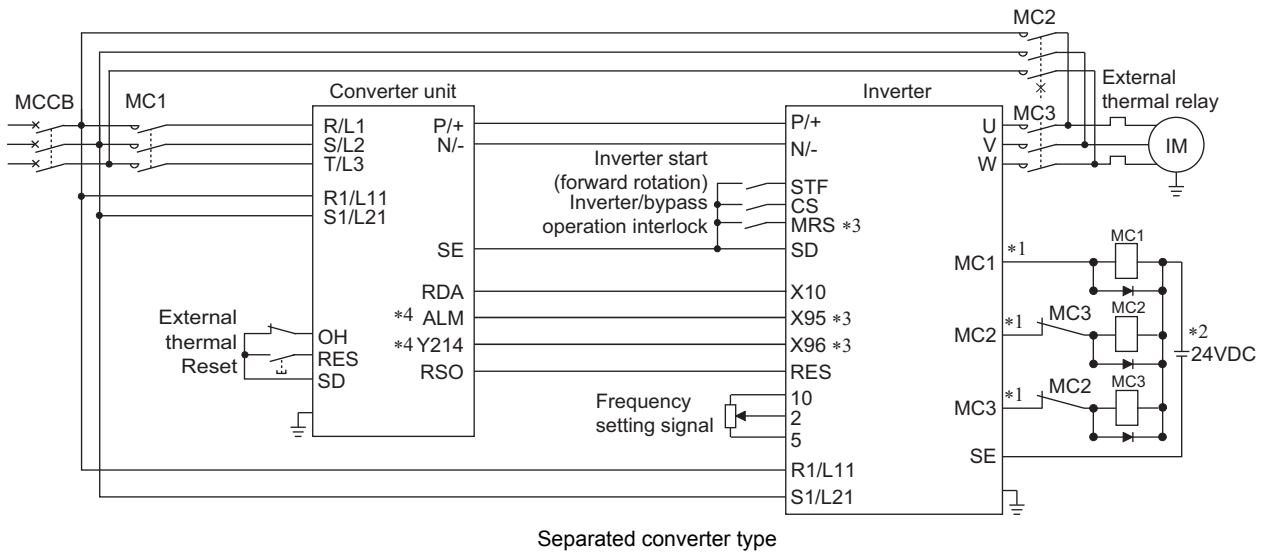 MC2
MCCB
MC1
Converter unit
Inverter
External
thermal relay
R/L1
S/L2
T/L3
R1/L11
S1/L21
P/+
N/-
SE
RDA
*4 ALM
*4 Y214
RSO
External
thermal
Reset
OH
RES
SD
Inverter start
(forward rotation)
Inverter/bypass
operation interlock
Frequency
setting signal
P/+
N/-
STF
CS
MRS *3
SD
X10
X95 *3
X96 *3
RES
10
2
5
R1/L11
S1/L21
U
V
W
MC3
IM
MC1
*1
MC1
MC2
*1
MC3
MC2
*2
24VDC
MC3
*1
MC2
MC3
SE
Separated converter type